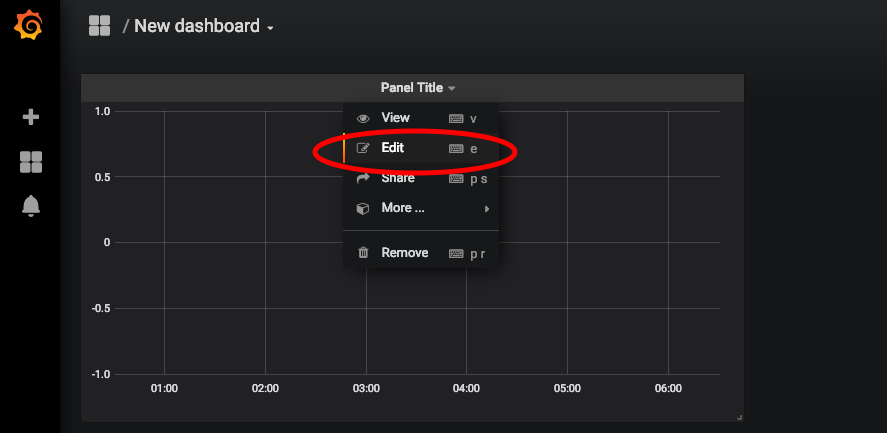 / New dashboard
Panel Title
1.0
0.5
0
-0.5
-1.0
View v
Edit e
Share p s
More ...
Remove p r
01:00 02:00 03:00 04:00 05:00 06:00